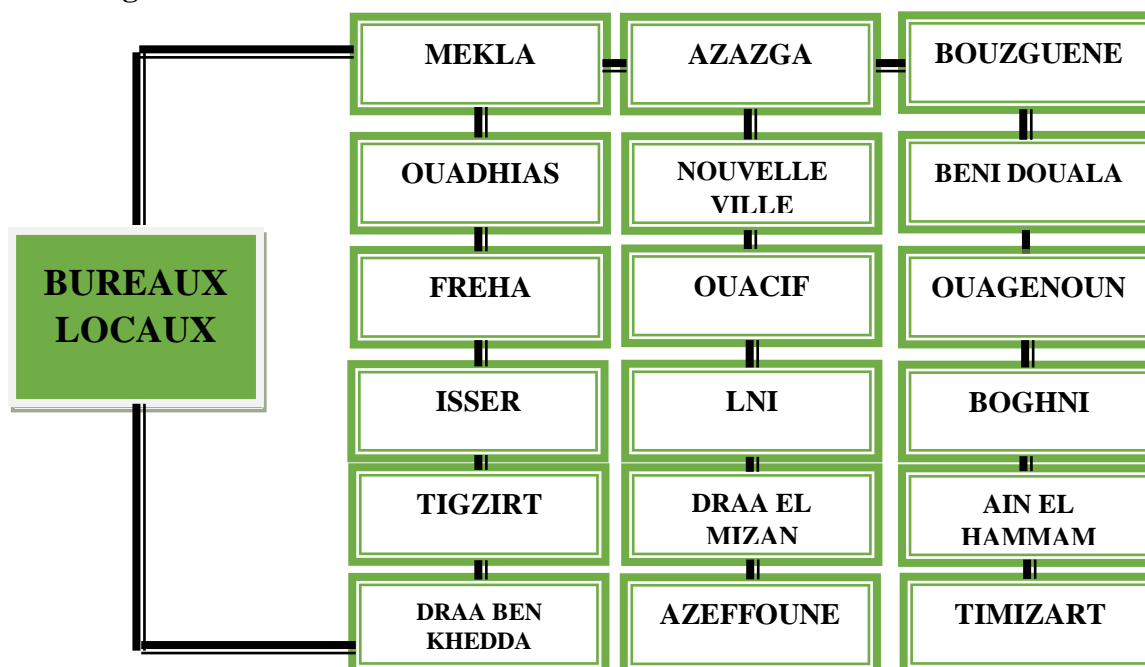 MEKLA
AZAZGA
BOUZGUENE
OUADHIAS
NOUVELLE
VILLE
BENI DOUALA
BUREAUX
LOCAUX
FREHA
OUACIF
OUAGENOUN
ISSER
LNI
BOGHNI
TIGZIRT
DRAA EL
MIZAN
AIN EL
HAMMAM
DRAA BEN
KHEDDA
AZEFFOUNE
TIMIZART